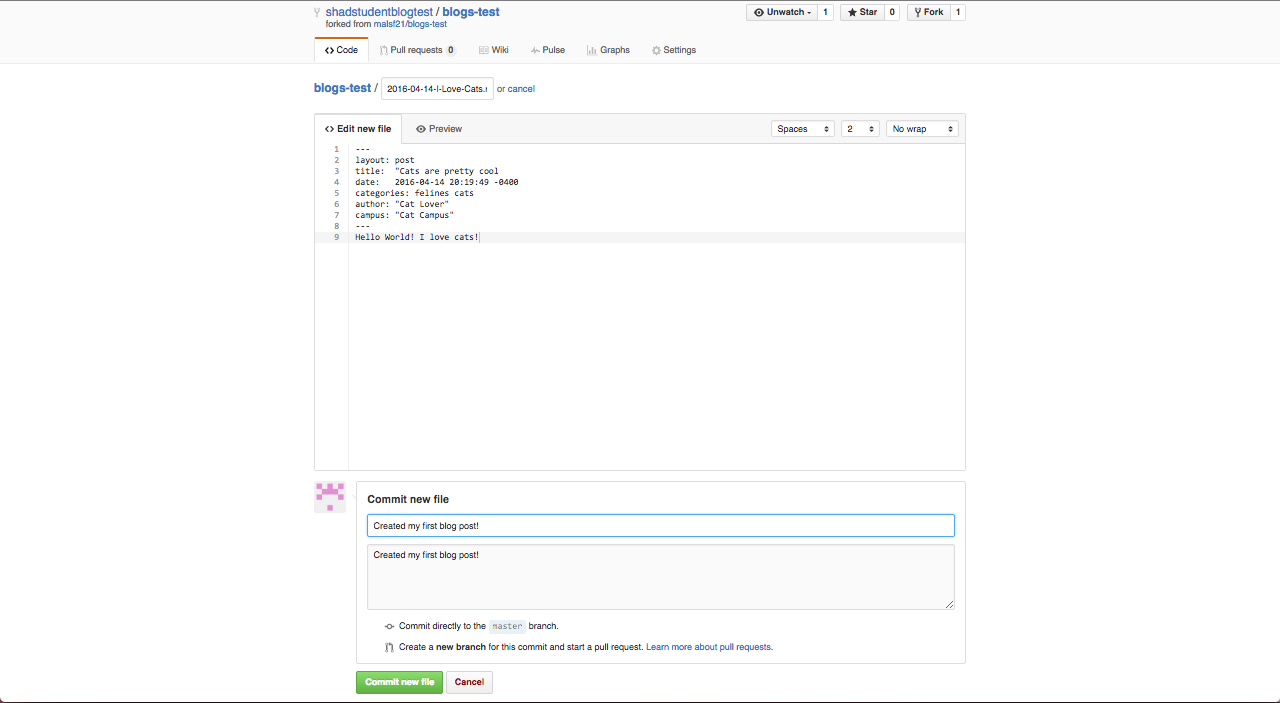 shadstudentblogtest / blogs-test
Unwatch 1 Star 0 Fork 1
forked from malsf21/blogs-test
Code Pull requests 0 Wiki Pulse Graphs Settings
blogs-test / 2016-04-14-I-Love-Cats. or cancel
Edit new file Preview Spaces 2 No wrap
1 ---
2 layout: post
3 title: "Cats are pretty cool
4 date: 2016-04-14 20:19:49 -0400
5 categories: felines cats
6 author: "Cat Lover"
7 campus: "Cat Campus"
8 ---
9 Hello World! I love cats!
Commit new file
Created my first blog post!
Created my first blog post!
Commit directly to the master branch.
Create a new branch for this commit and start a pull request. Learn more about pull requests.
Commit new file Cancel